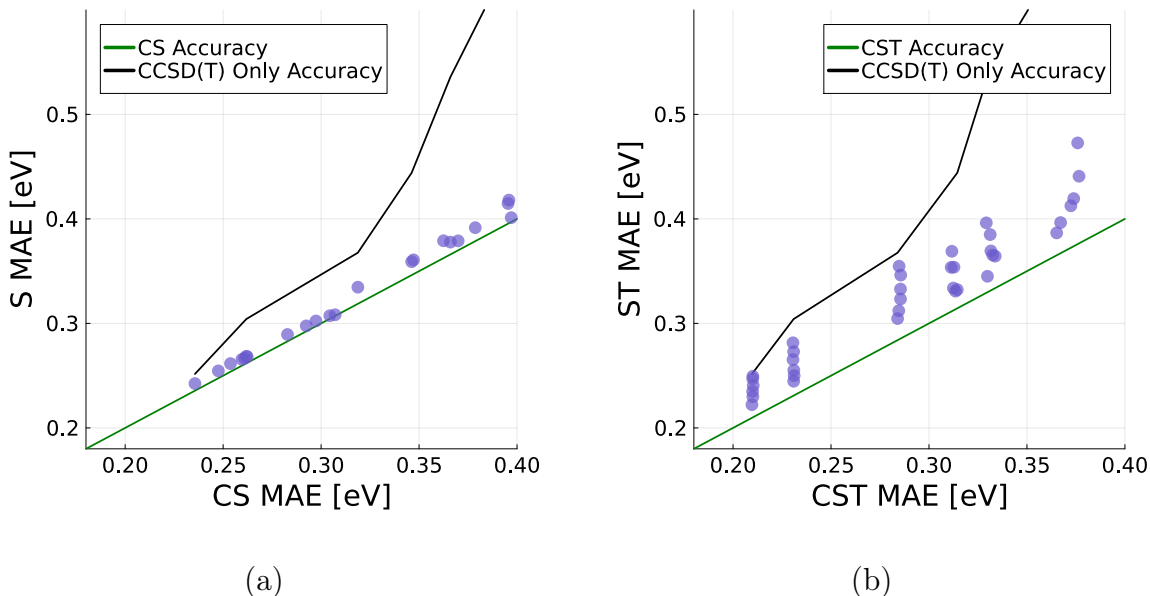 CS Accuracy
CCSD(T) Only Accuracy
0.5
0.4
0.3
0.2
S MAE [eV]
0.20 0.25 0.30 0.35 0.40
CS MAE [eV]
(a)
CST Accuracy
CCSD(T) Only Accuracy
0.5
0.4
0.3
0.2
ST MAE [eV]
0.20 0.25 0.30 0.35 0.40
CST MAE [eV]
(b)